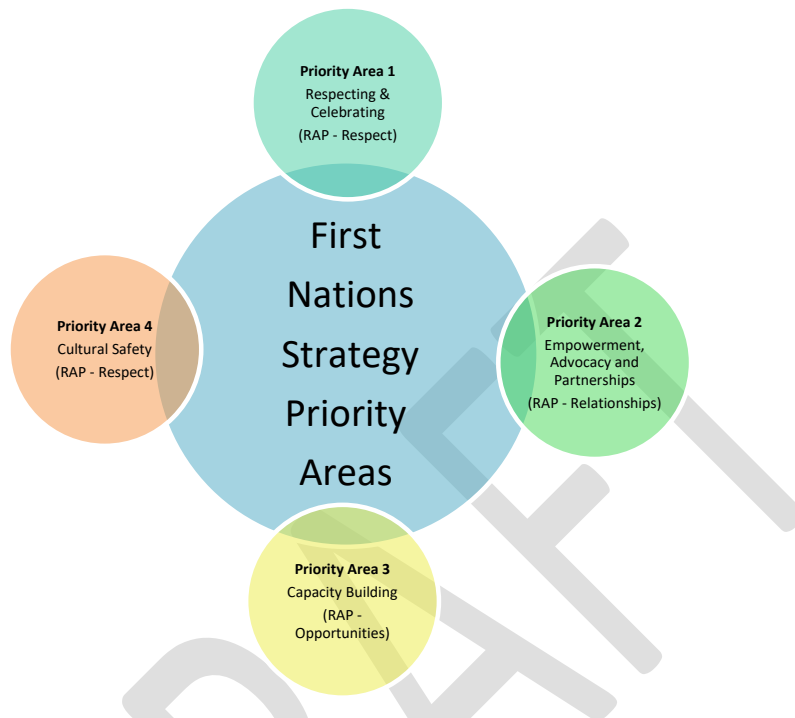 Priority Area 1
Respecting &
Celebrating
(RAP - Respect)
First
Nations
Strategy
Priority
Areas
Priority Area 4
Cultural Safety
(RAP - Respect)
Priority Area 2
Empowerment,
Advocacy and
Partnerships
(RAP - Relationships)
Priority Area 3
Capacity Building
(RAP -
Opportunities)
DRAFT